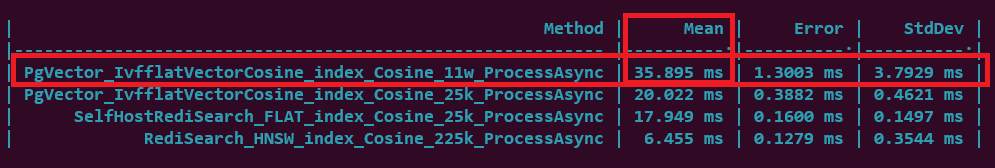 | Method | Mean | Error | StdDev |
|--------------------------------------------------------- |----------:|----------:|----------:|
| PgVector_IvfflatVectorCosine_index_Cosine_11w_ProcessAsync | 35.895 ms | 1.3003 ms | 3.7929 ms |
| PgVector_IvfflatVectorCosine_index_Cosine_25k_ProcessAsync | 20.022 ms | 0.3882 ms | 0.4621 ms |
| SelfHostRediSearch_FLAT_index_Cosine_25k_ProcessAsync | 17.949 ms | 0.1600 ms | 0.1497 ms |
| RediSearch_HNSW_index_Cosine_225k_ProcessAsync | 6.455 ms | 0.1279 ms | 0.3544 ms |